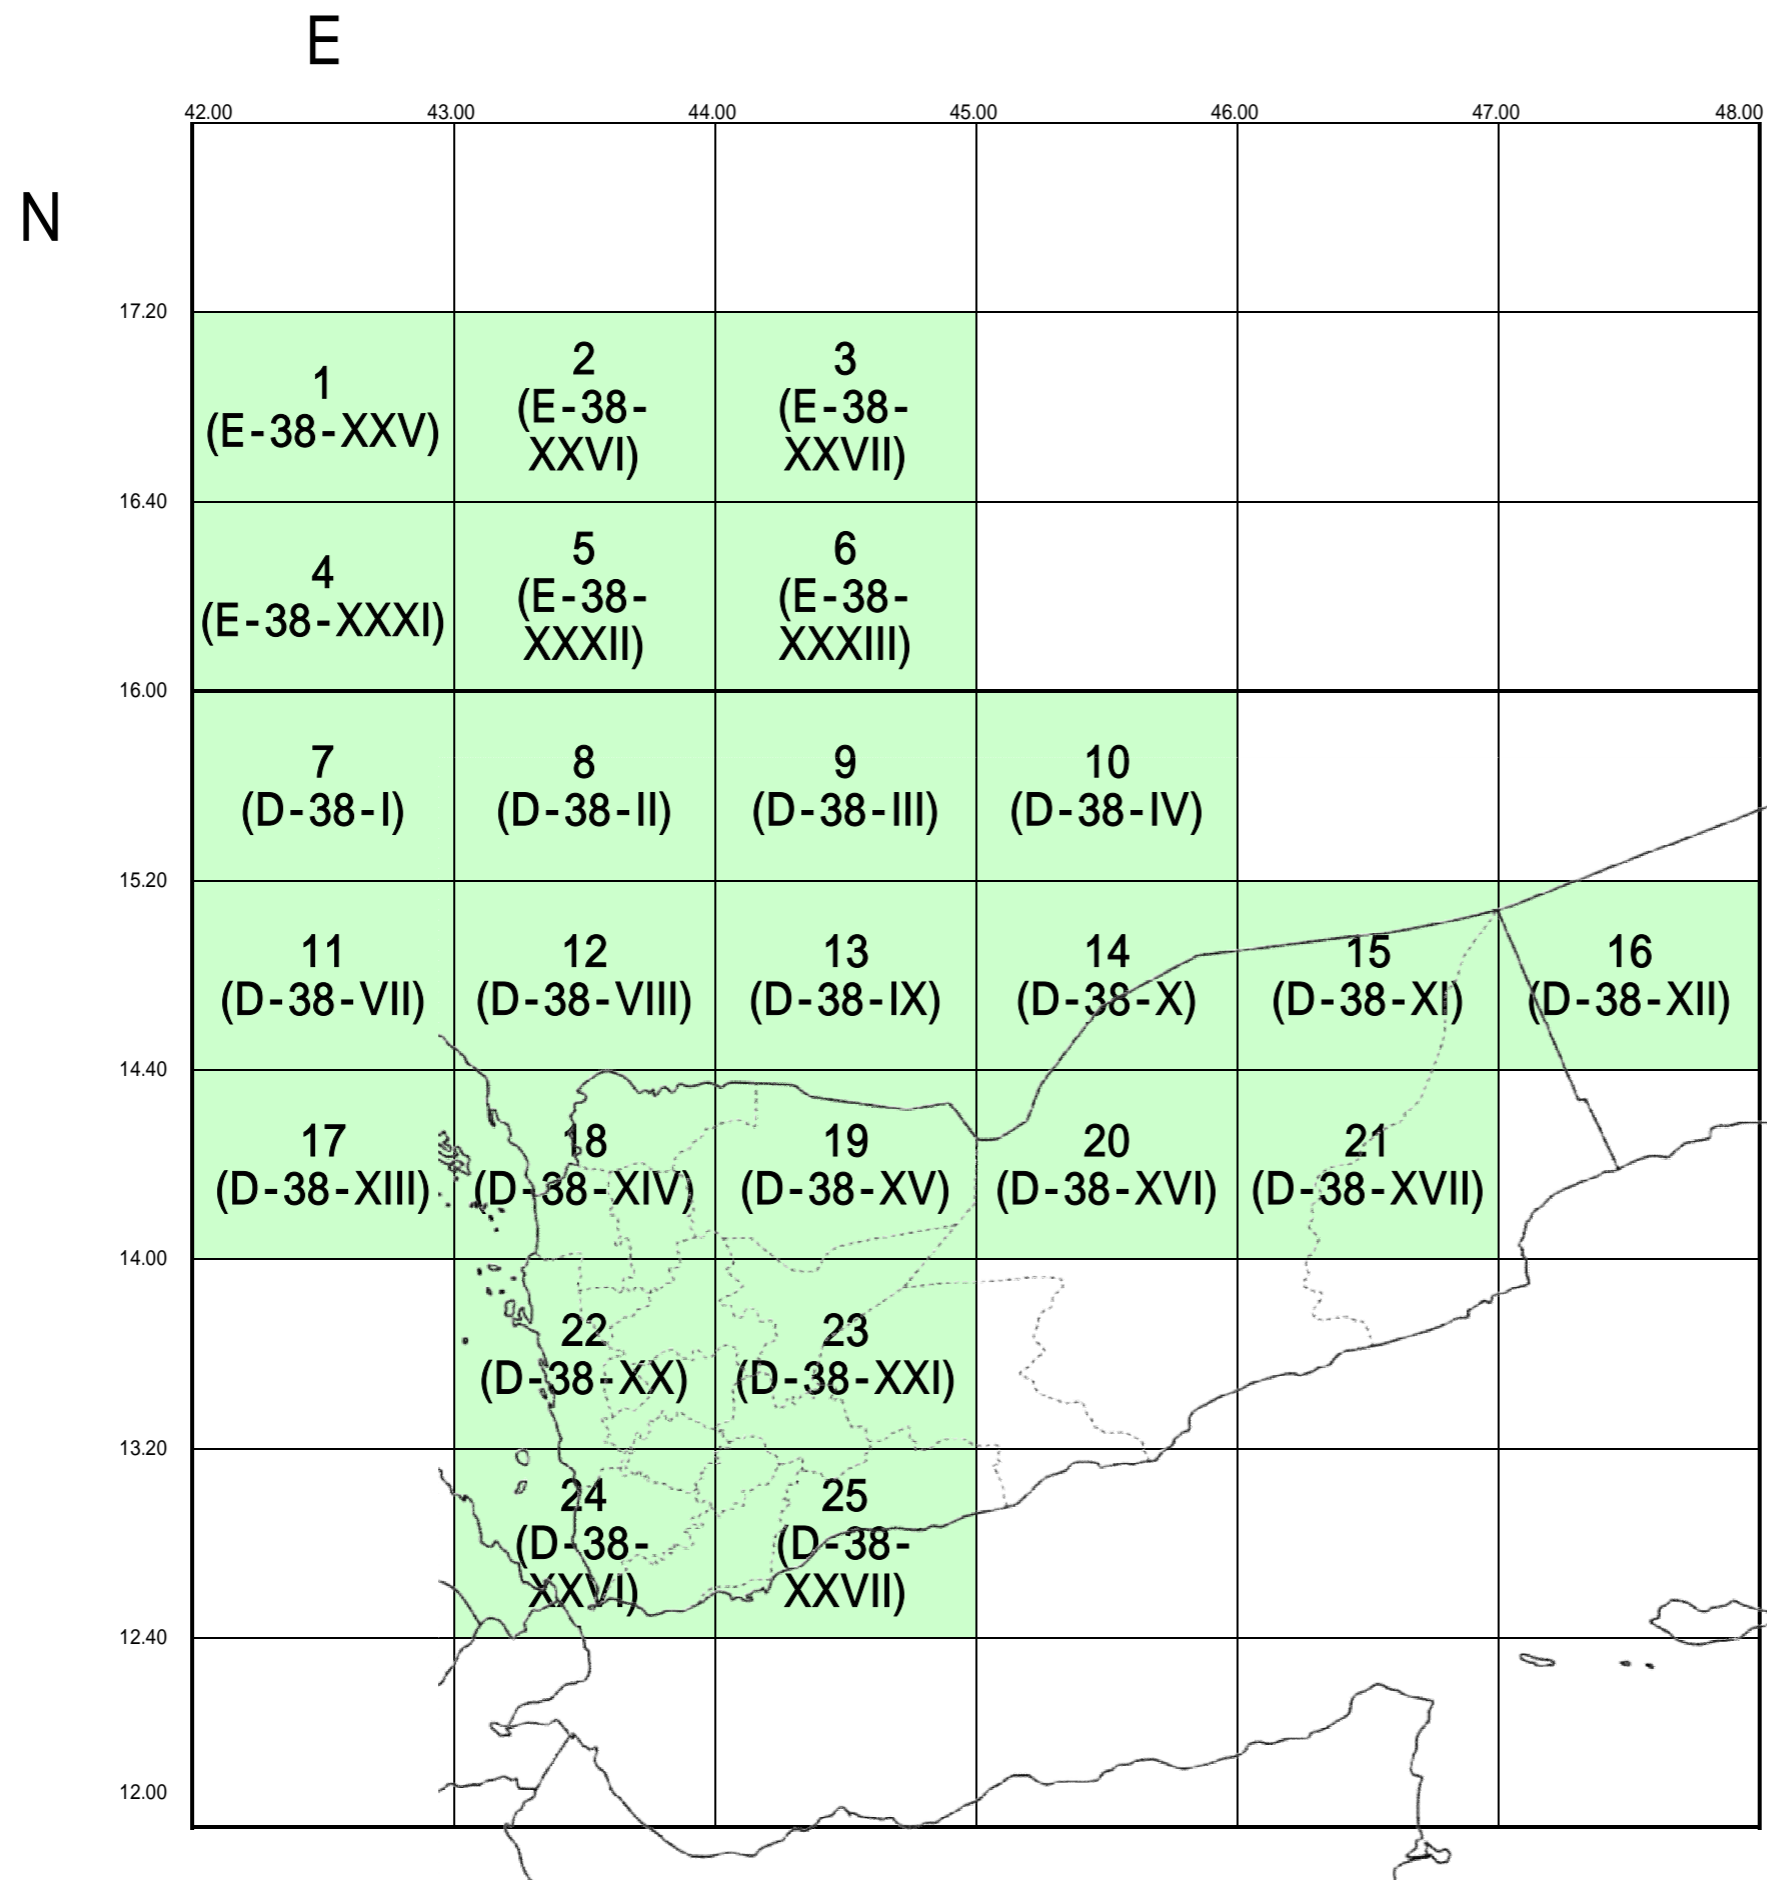 E
42.00 43.00 44.00 45.00 46.00 47.00 48.00
N
17.20
1
(E-38-XXV)
2
(E-38-
XXVI)
3
(E-38-
XXVII)
16.40
4
(E-38-XXXI)
5
(E-38-
XXXII)
6
(E-38-
XXXIII)
16.00
7
(D-38-I)
8
(D-38-II)
9
(D-38-III)
10
(D-38-IV)
15.20
11
(D-38-VII)
12
(D-38-VIII)
13
(D-38-IX)
14
(D-38-X)
15
(D-38-XI)
16
(D-38-XII)
14.40
17
(D-38-XIII)
18
(D-38-XIV)
19
(D-38-XV)
20
(D-38-XVI)
21
(D-38-XVII)
14.00
22
(D-38-XX)
23
(D-38-XXI)
13.20
24
(D-38-
XXVI)
25
(D-38-
XXVII)
12.40
12.00